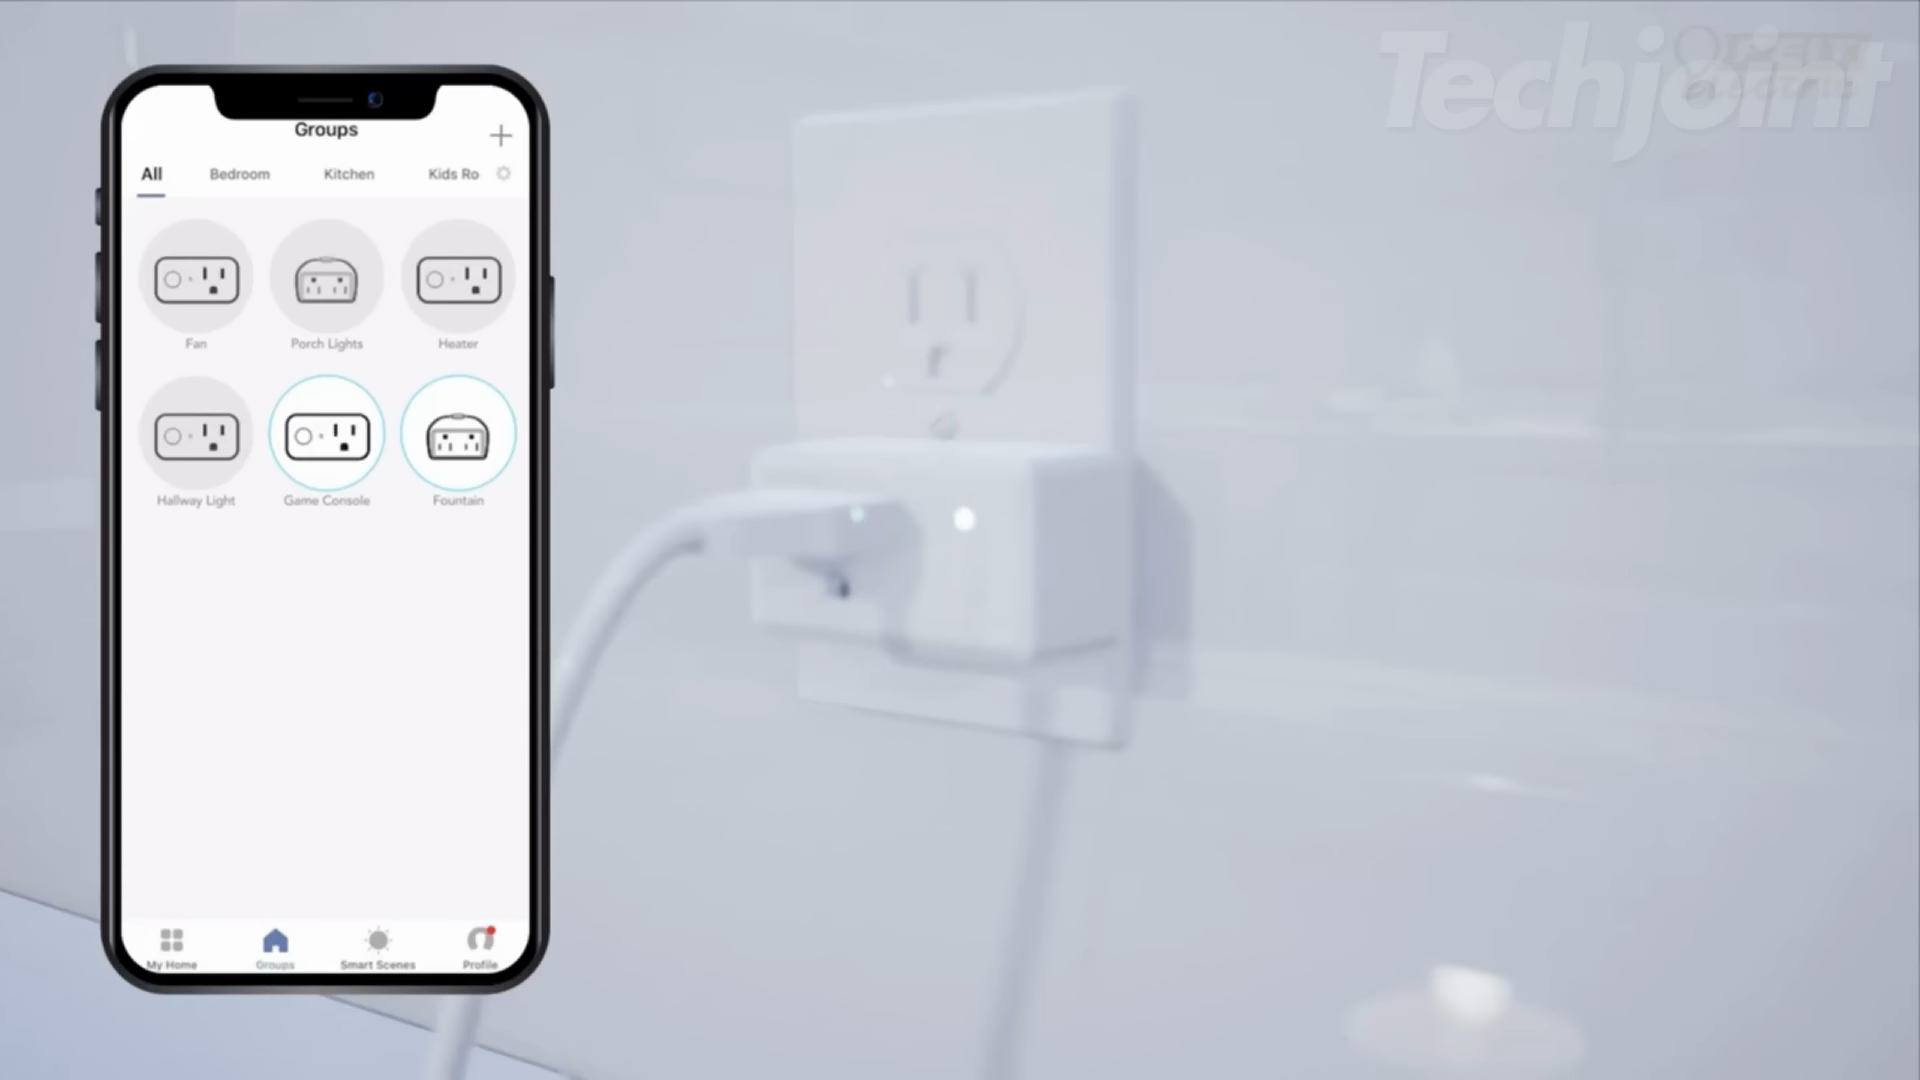 Techjoint
Groups
All Bedroom Kitchen Kids Ro
Fan Porch Lights Heater
Hallway Light Game Console Fountain
My Home Groups Smart Scenes Profile